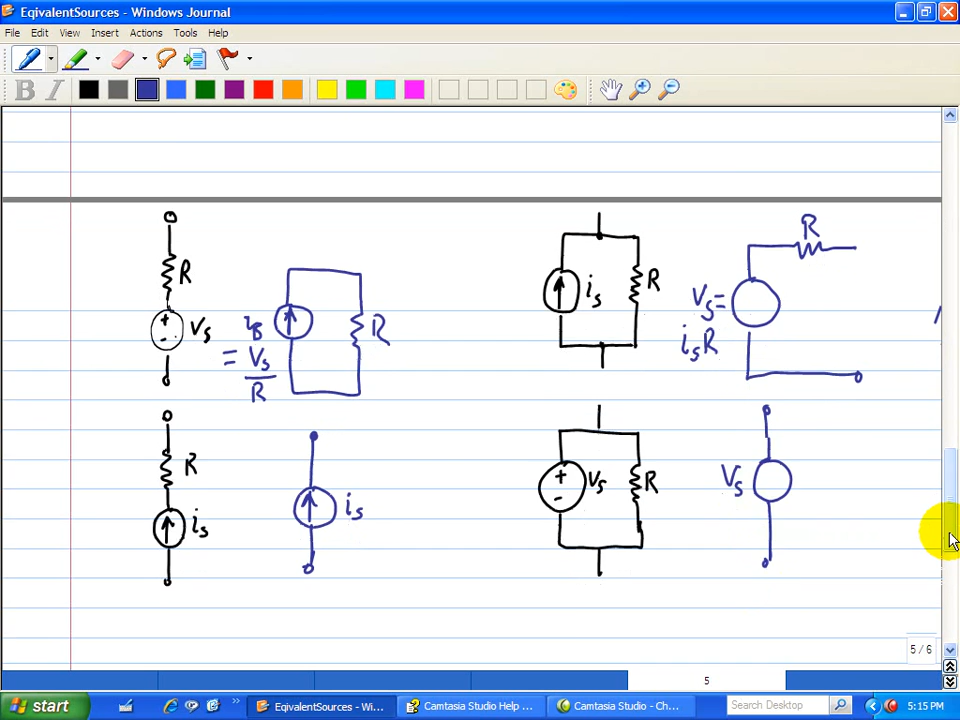 EqivalentSources - Windows Journal
File Edit View Insert Actions Tools Help
B I
R
R
Vs
is
R
= Vs
R
R
is
R
Vs =
isR
R
is
is
Vs
R
Vs
5 / 6
5
start
EqivalentSources - Wi...
Camtasia Studio Help ...
Camtasia Studio - Ch...
Search Desktop
5:15 PM